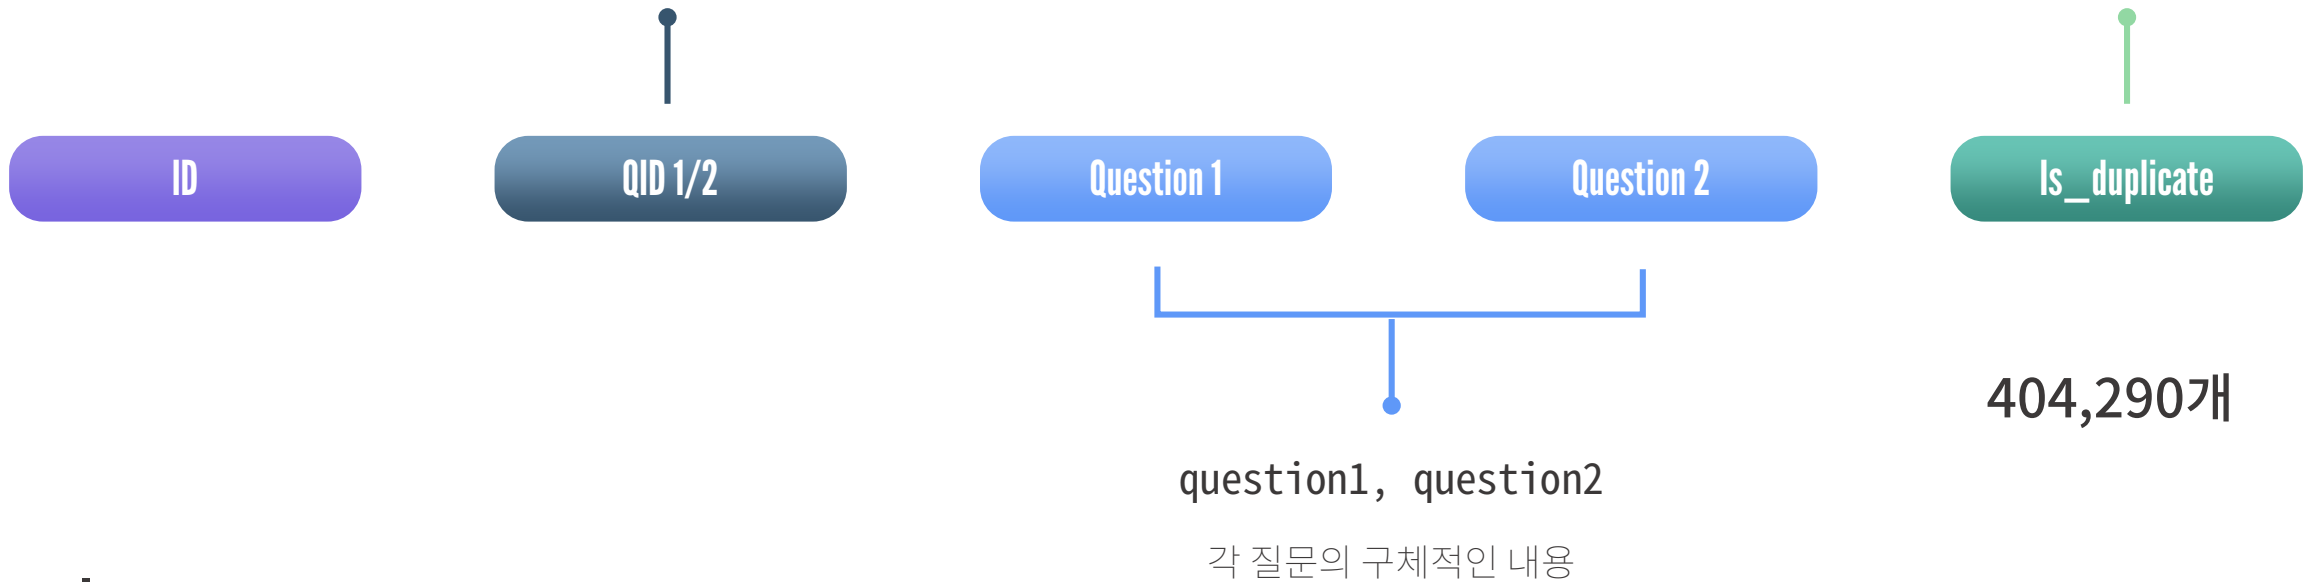 ID
QID 1/2
Question 1
Question 2
Is_duplicate
404,290개
question1, question2
각 질문의 구체적인 내용